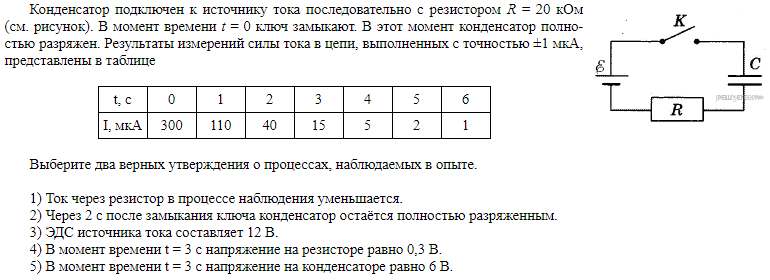 Конденсатор подключен к источнику тока последовательно с резистором R = 20 кОм
(см. рисунок). В момент времени t = 0 ключ замыкают. В этот момент конденсатор полно-
стью разряжен. Результаты измерений силы тока в цепи, выполненных с точностью ±1 мкА,
представлены в таблице
K
ℰ
C
R
t, с 0 1 2 3 4 5 6
I, мкА 300 110 40 15 5 2 1
Выберите два верных утверждения о процессах, наблюдаемых в опыте.
1) Ток через резистор в процессе наблюдения уменьшается.
2) Через 2 с после замыкания ключа конденсатор остаётся полностью разряженным.
3) ЭДС источника тока составляет 12 В.
4) В момент времени t = 3 с напряжение на резисторе равно 0,3 В.
5) В момент времени t = 3 с напряжение на конденсаторе равно 6 В.